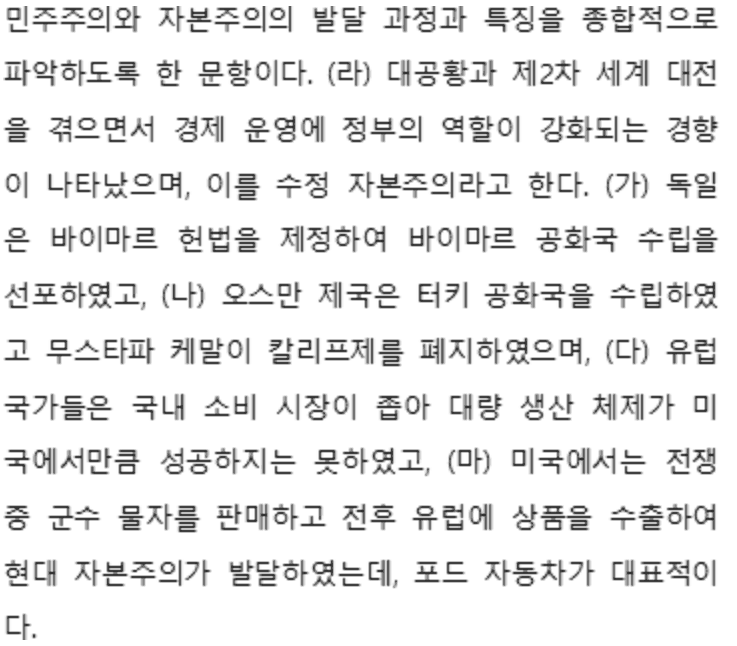 민주주의와 자본주의의 발달 과정과 특징을 종합적으로
파악하도록 한 문항이다. (라) 대공황과 제2차 세계 대전
을 겪으면서 경제 운영에 정부의 역할이 강화되는 경향
이 나타났으며, 이를 수정 자본주의라고 한다. (가) 독일
은 바이마르 헌법을 제정하여 바이마르 공화국 수립을
선포하였고, (나) 오스만 제국은 터키 공화국을 수립하였
고 무스타파 케말이 칼리프제를 폐지하였으며, (다) 유럽
국가들은 국내 소비 시장이 좁아 대량 생산 체제가 미
국에서만큼 성공하지는 못하였고, (마) 미국에서는 전쟁
중 군수 물자를 판매하고 전후 유럽에 상품을 수출하여
현대 자본주의가 발달하였는데, 포드 자동차가 대표적이
다.